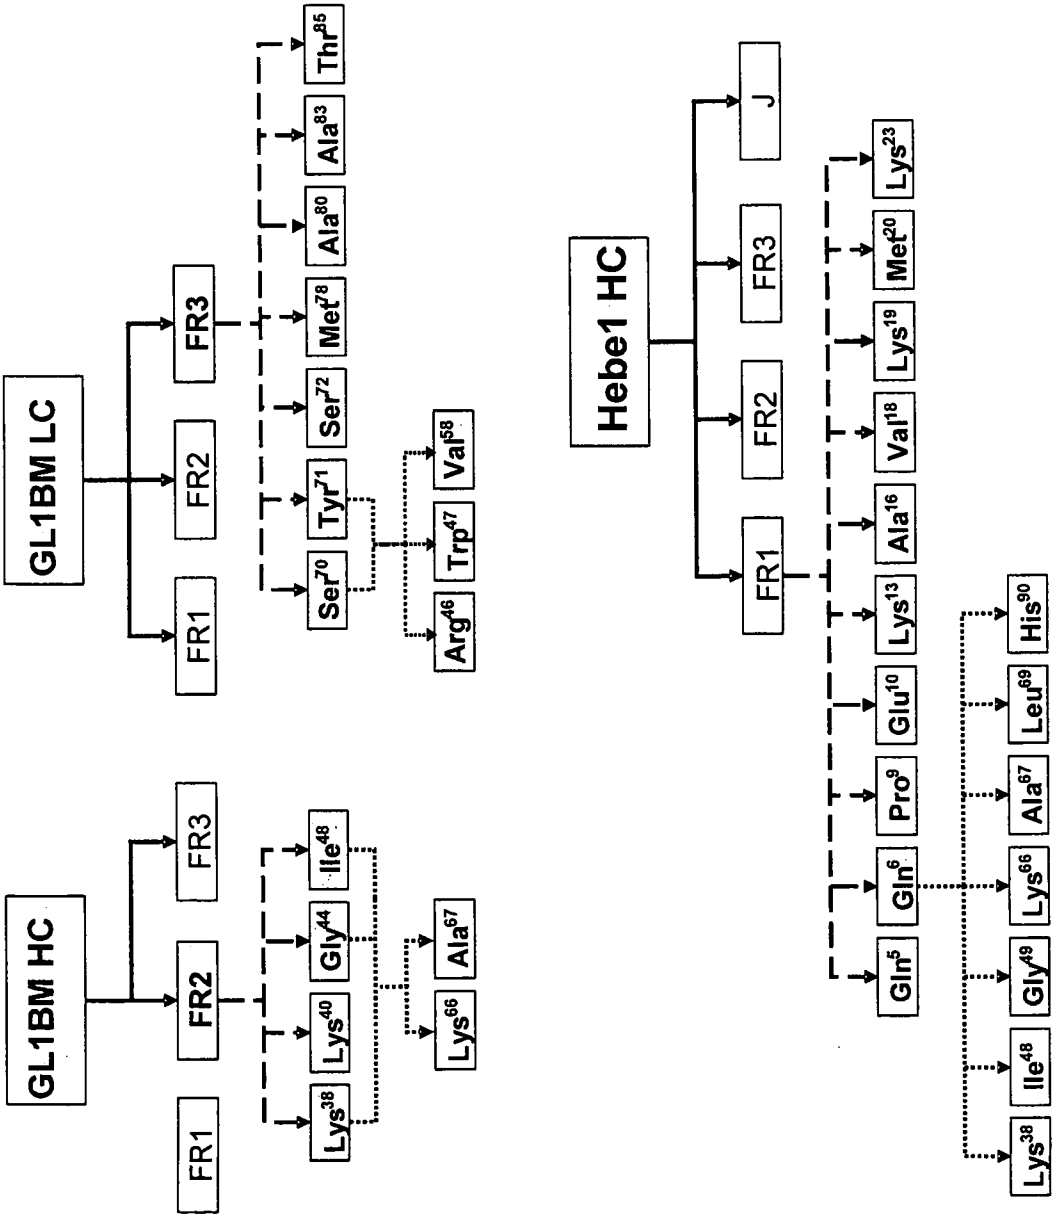 GL1BM HC
FR1
FR2
FR3
Lys³⁸
Lys⁴⁰
Gly⁴⁴
Ile⁴⁸
Lys⁶⁶
Ala⁶⁷
GL1BM LC
FR1
FR2
FR3
Ser⁷⁰
Tyr⁷¹
Ser⁷²
Met⁷⁸
Ala⁸⁰
Ala⁸³
Thr⁸⁵
Arg⁴⁶
Trp⁴⁷
Val⁵⁸
Hebe1 HC
FR1
FR2
FR3
J
Gln⁵
Gln⁶
Pro⁹
Glu¹⁰
Lys¹³
Ala¹⁶
Val¹⁸
Lys¹⁹
Met²⁰
Lys²³
Lys³⁸
Ile⁴⁸
Gly⁴⁹
Lys⁶⁶
Ala⁶⁷
Leu⁶⁹
His⁹⁰